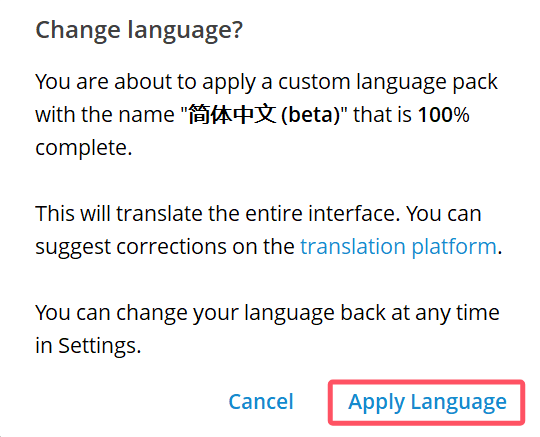 Change language?
You are about to apply a custom language pack
with the name "简体中文 (beta)" that is 100%
complete.
This will translate the entire interface. You can
suggest corrections on the translation platform.
You can change your language back at any time
in Settings.
Cancel Apply Language